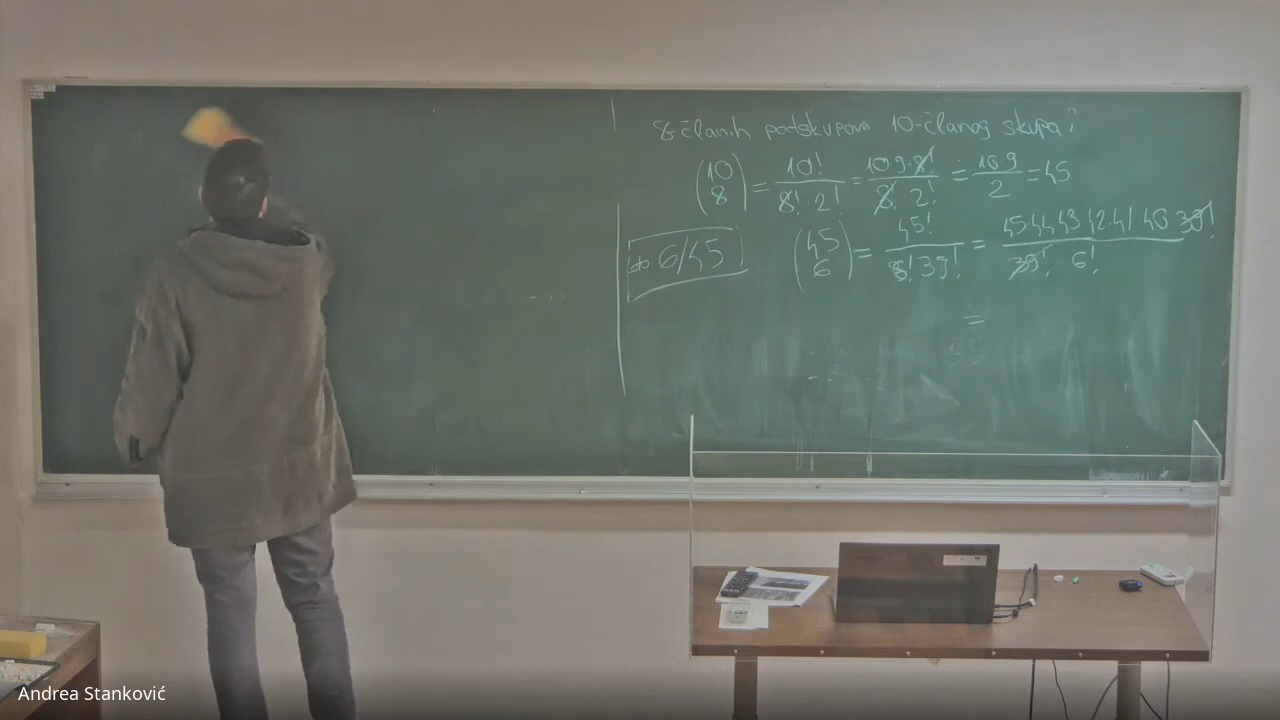 8-članih podskupova 10-članog skupa?
(10 8) = 10!/8!·2! = 10·9·8!/8!·2! = 10·9/2 = 45
6/45 (45 6) = 45!/6!39! = 45·44·43·42·41·40·39!/39! 6!
=
Andrea Stanković